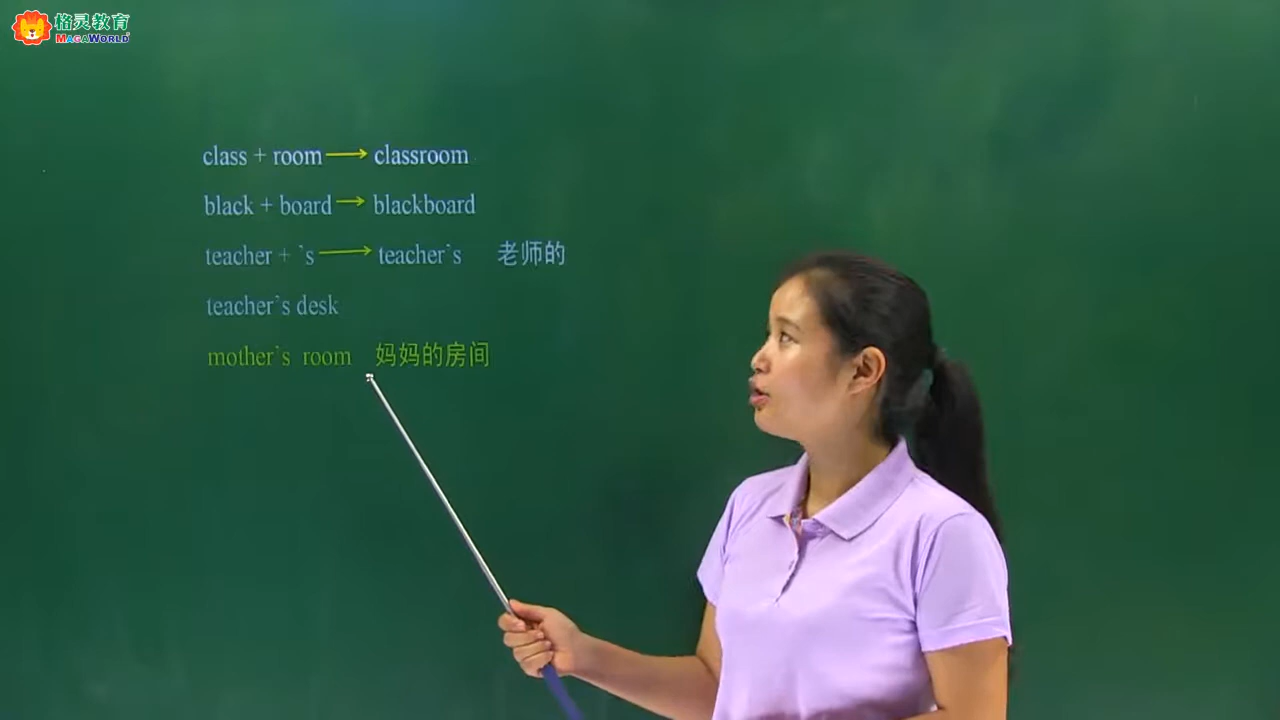 格灵教育
MAGAWORLD
class + room → classroom
black + board → blackboard
teacher + `s → teacher`s 老师的
teacher`s desk
mother`s room 妈妈的房间